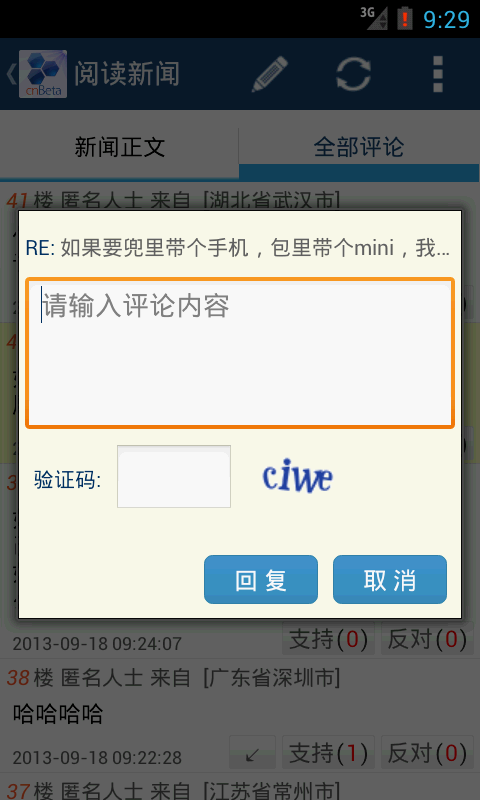 3G 9:29
cnBeta 阅读新闻
新闻正文 全部评论
41 楼 匿名人士 来自 [湖北省武汉市]
RE: 如果要兜里带个手机，包里带个mini，我...
请输入评论内容
验证码: ciwe
回 复 取 消
2013-09-18 09:24:07 支持(0) 反对(0)
38 楼 匿名人士 来自 [广东省深圳市]
哈哈哈哈
2013-09-18 09:22:28 支持(1) 反对(0)
37 楼 匿名人士 来自 [江苏省常州市]